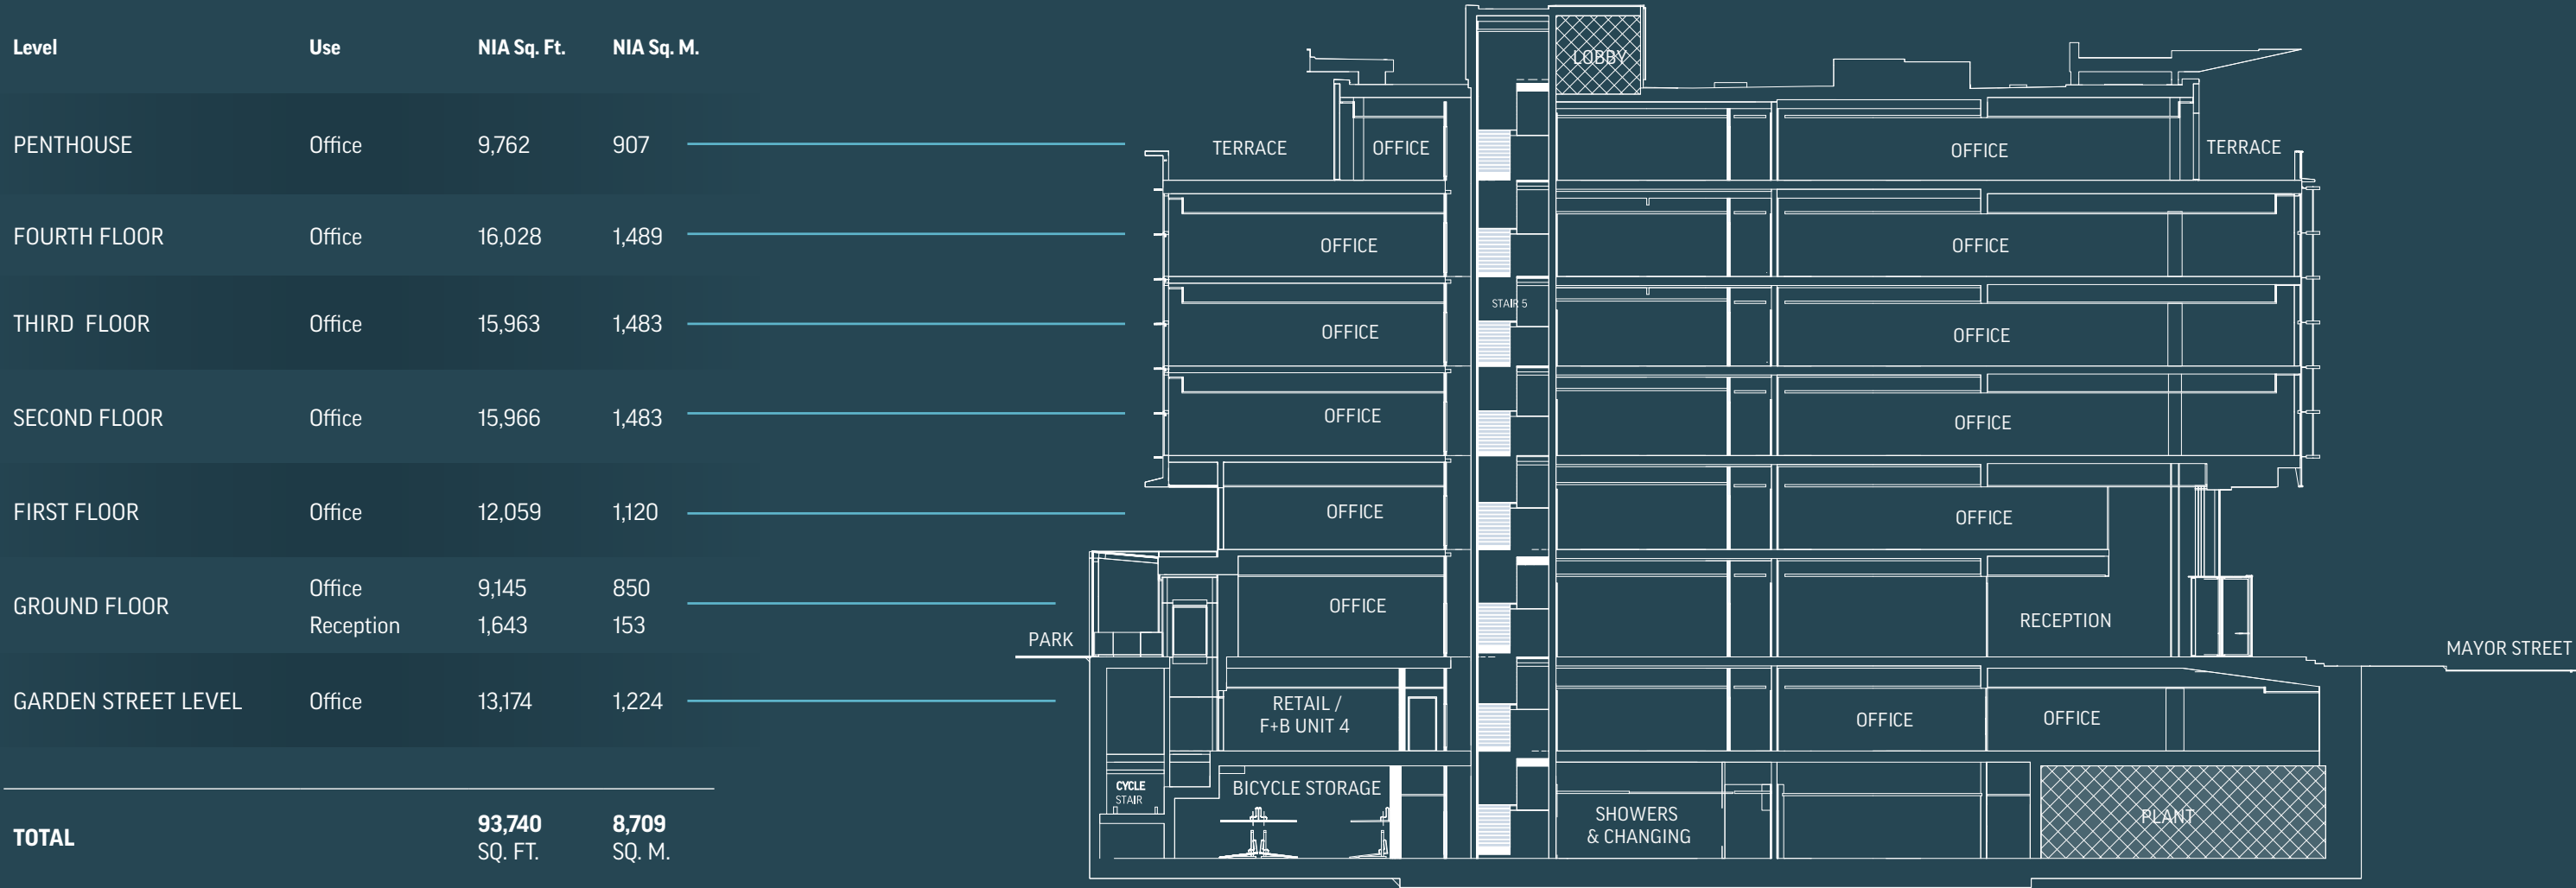 Level Use NIA Sq. Ft. NIA Sq. M.
PENTHOUSE Office 9,762 907
FOURTH FLOOR Office 16,028 1,489
THIRD FLOOR Office 15,963 1,483
SECOND FLOOR Office 15,966 1,483
FIRST FLOOR Office 12,059 1,120
GROUND FLOOR Office 9,145 850
Reception 1,643 153
GARDEN STREET LEVEL Office 13,174 1,224
TOTAL 93,740 8,709
SQ. FT. SQ. M.
LOBBY
TERRACE OFFICE OFFICE TERRACE
OFFICE OFFICE
STAIR 5
OFFICE OFFICE
OFFICE OFFICE
OFFICE OFFICE
OFFICE RECEPTION
PARK
MAYOR STREET
RETAIL /
F+B UNIT 4
OFFICE OFFICE
CYCLE
STAIR
BICYCLE STORAGE
SHOWERS
& CHANGING
PLANT